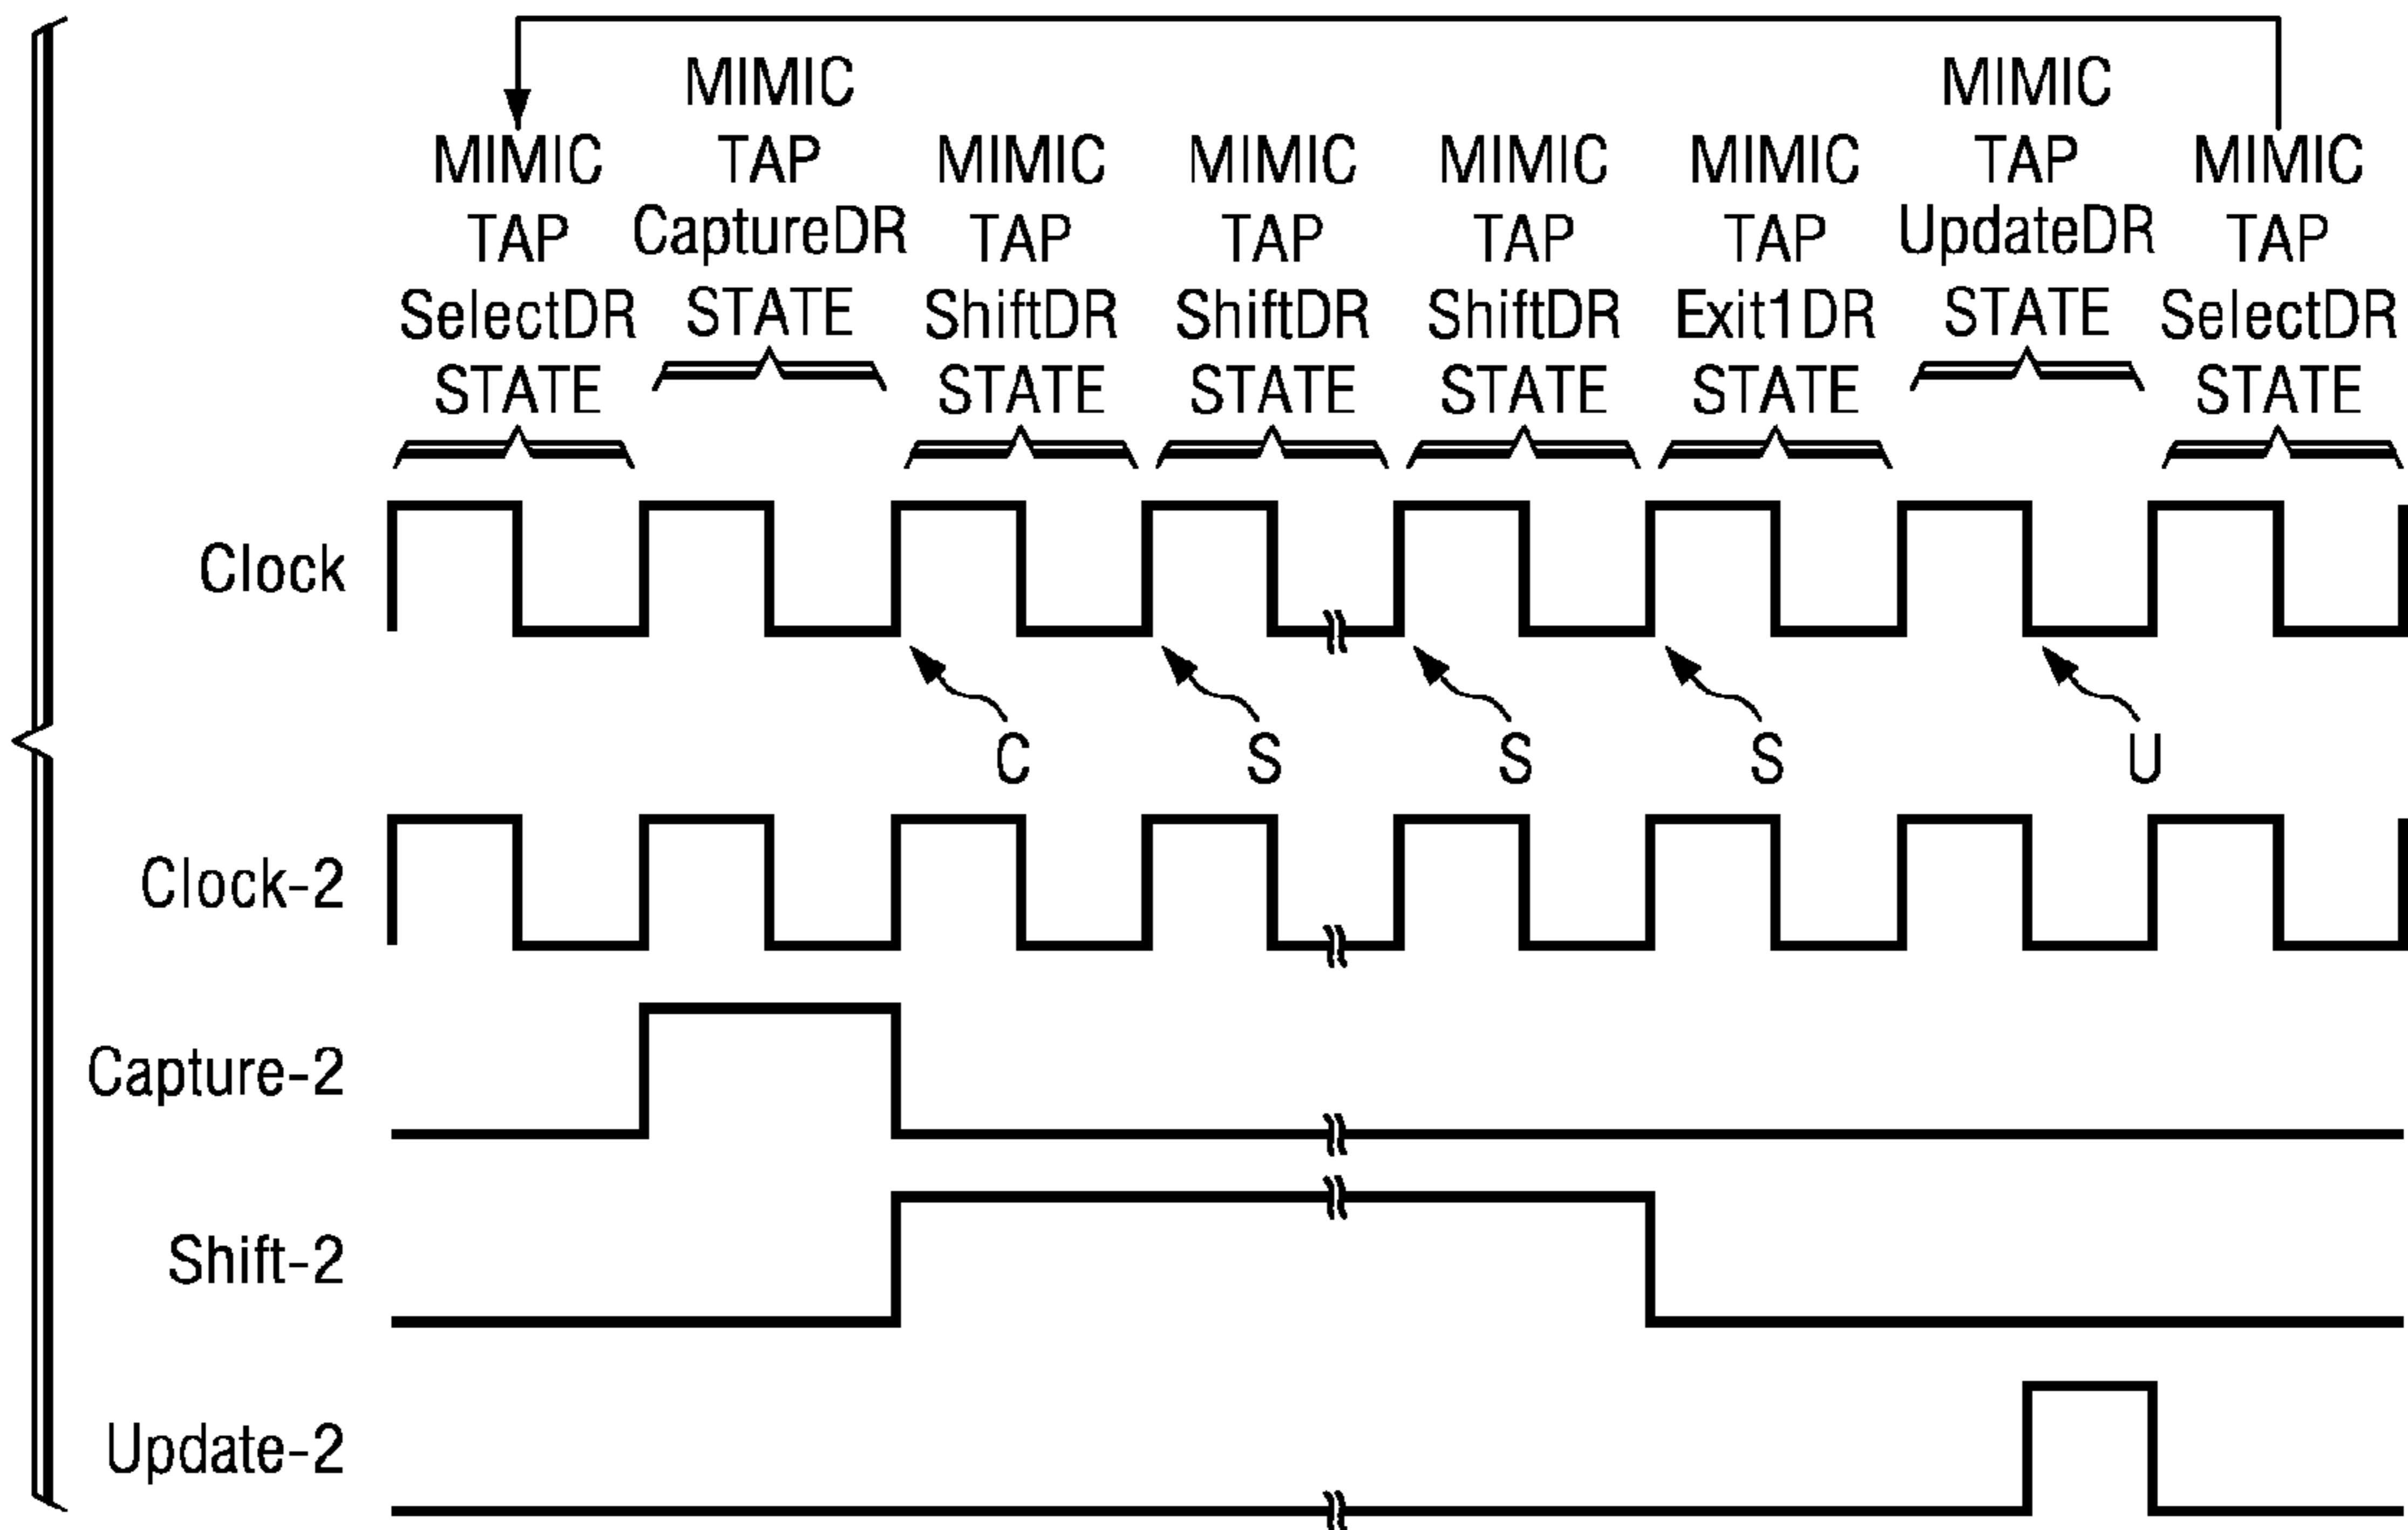 MIMIC
TAP
SelectDR
STATE
MIMIC
TAP
CaptureDR
STATE
MIMIC
TAP
ShiftDR
STATE
MIMIC
TAP
ShiftDR
STATE
MIMIC
TAP
ShiftDR
STATE
MIMIC
TAP
Exit1DR
STATE
MIMIC
TAP
UpdateDR
STATE
MIMIC
TAP
SelectDR
STATE
Clock
C
S
S
S
U
Clock-2
Capture-2
Shift-2
Update-2